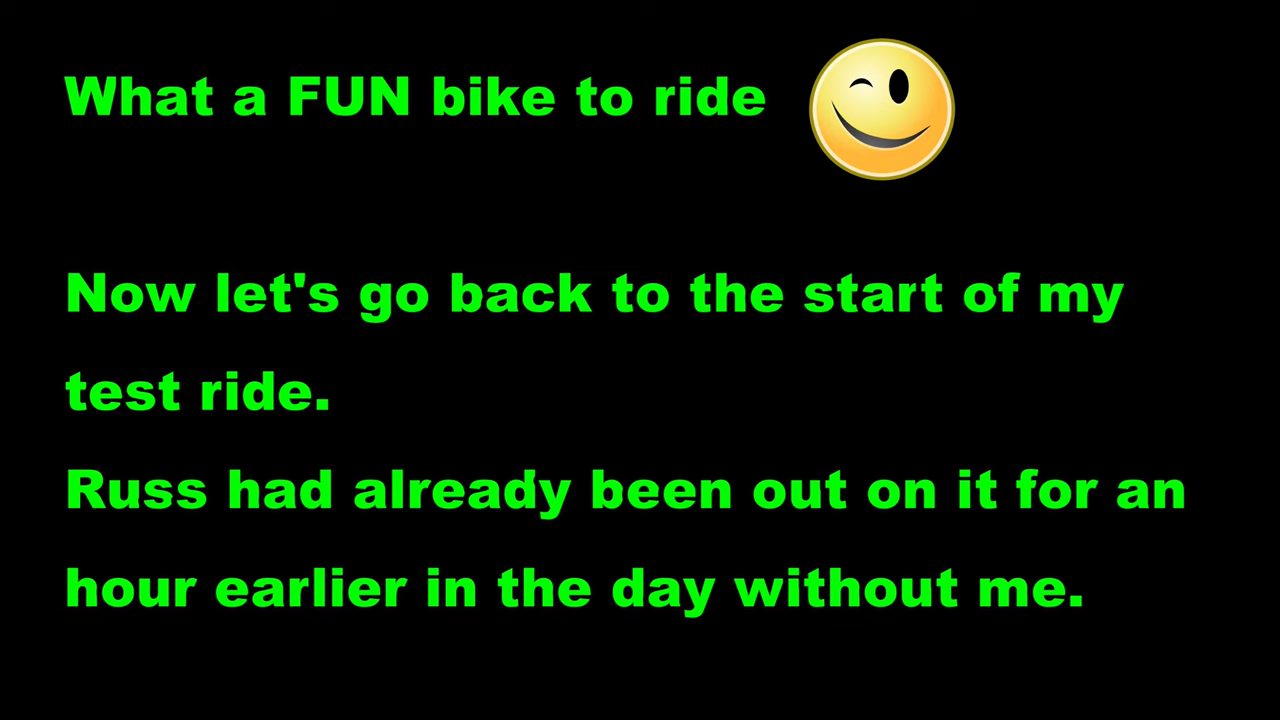 What a FUN bike to ride
Now let's go back to the start of my
test ride.
Russ had already been out on it for an
hour earlier in the day without me.